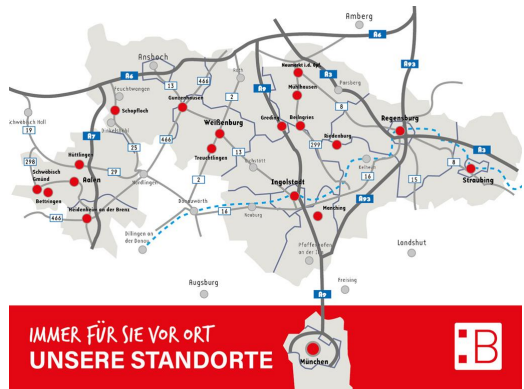 Amberg
A6
Ansbach
A6
Neumarkt i.d. Opf.
A3
A93
466
13
A9
Mühlhausen
Parsberg
2
Schopfloch
Gunzenhausen
8
19
A7
Dinkelsbühl
Weißenburg
Greding
Beilngries
Regensburg
466
Riedenburg
25
299
A3
298
Hüttlingen
Treuchtlingen
13
Eichstätt
Kelheim
8
Schwäbisch
Gmünd
Aalen
29
Nördlingen
2
16
15
Straubing
Bettringen
Donauwörth
Ingolstadt
A93
466
Heidenheim an der Brenz
16
Neuburg
Manching
Dillingen an
der Donau
Pfaffenhofen
an der Ilm
Landshut
Augsburg
A9
Freising
IMMER FÜR SIE VOR ORT
UNSERE STANDORTE
München
:B